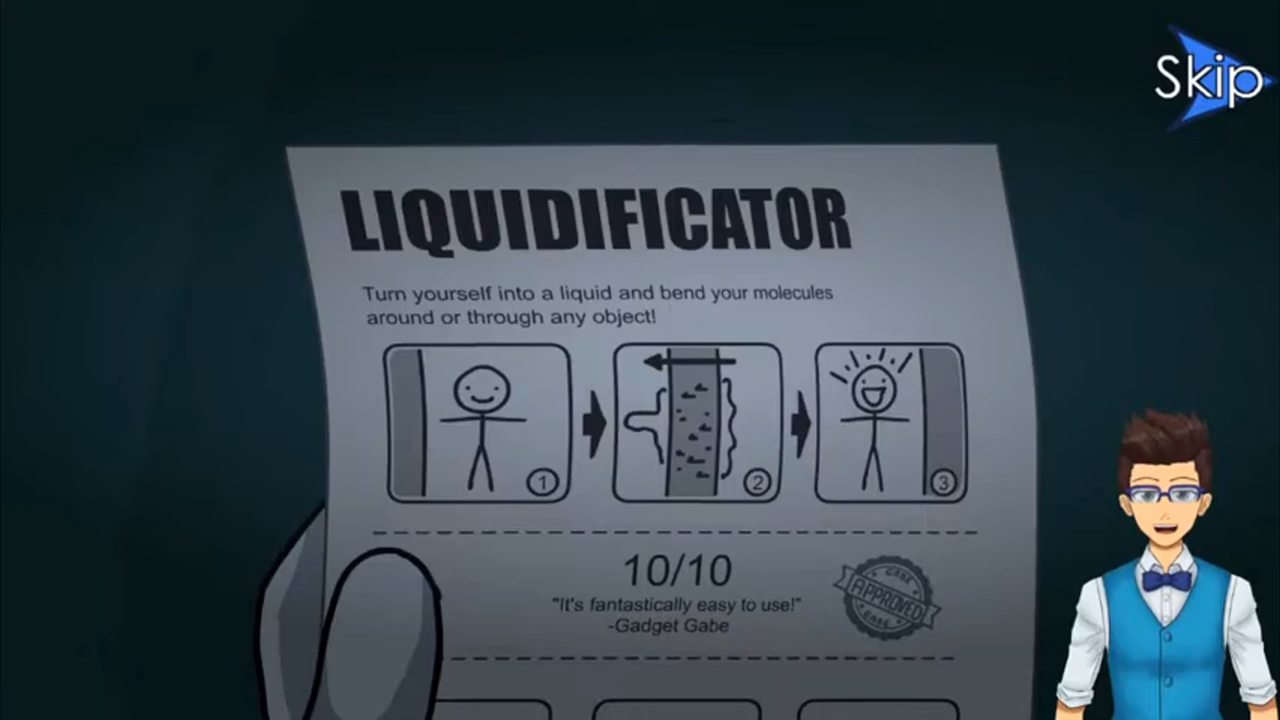 Skip
LIQUIDIFICATOR
Turn yourself into a liquid and bend your molecules
around or through any object!
1
2
3
10/10
"It's fantastically easy to use!"
-Gadget Gabe
APPROVED